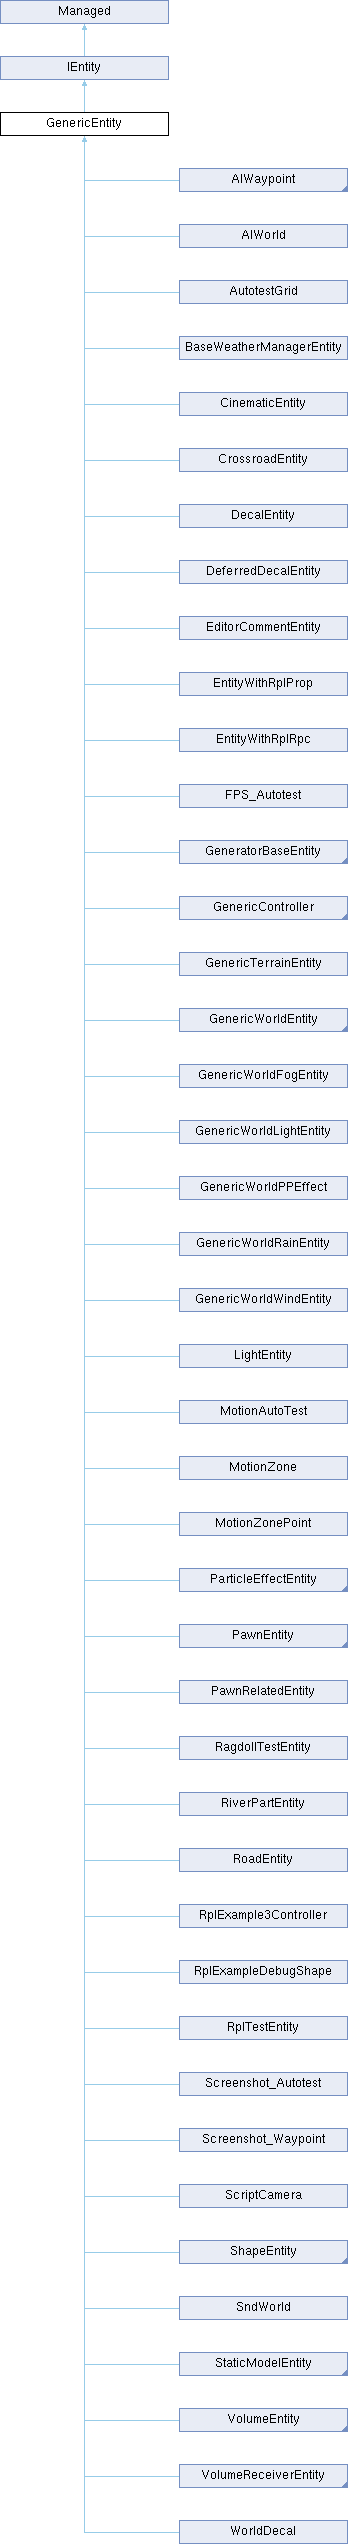 Managed
IEntity
GenericEntity
AIWaypoint
AIWorld
AutotestGrid
BaseWeatherManagerEntity
CinematicEntity
CrossroadEntity
DecalEntity
DeferredDecalEntity
EditorCommentEntity
EntityWithRplProp
EntityWithRplRpc
FPS_Autotest
GeneratorBaseEntity
GenericController
GenericTerrainEntity
GenericWorldEntity
GenericWorldFogEntity
GenericWorldLightEntity
GenericWorldPPEffect
GenericWorldRainEntity
GenericWorldWindEntity
LightEntity
MotionAutoTest
MotionZone
MotionZonePoint
ParticleEffectEntity
PawnEntity
PawnRelatedEntity
RagdollTestEntity
RiverPartEntity
RoadEntity
RplExample3Controller
RplExampleDebugShape
RplTestEntity
Screenshot_Autotest
Screenshot_Waypoint
ScriptCamera
ShapeEntity
SndWorld
StaticModelEntity
VolumeEntity
VolumeReceiverEntity
WorldDecal